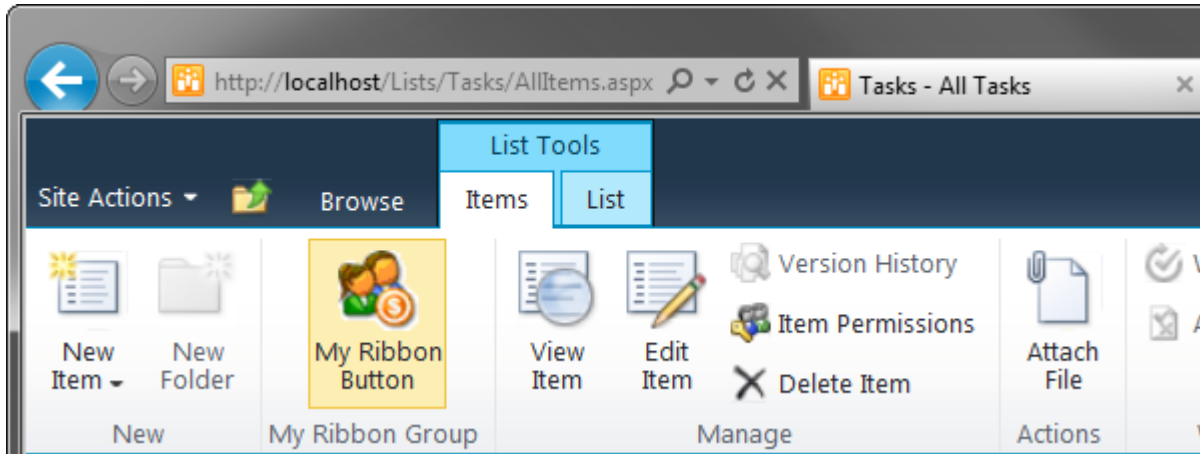 http://localhost/Lists/Tasks/AllItems.aspx
Tasks - All Tasks
List Tools
Site Actions
Browse
Items
List
New Item
New Folder
My Ribbon Button
View Item
Edit Item
Version History
Item Permissions
Delete Item
Attach File
New
My Ribbon Group
Manage
Actions